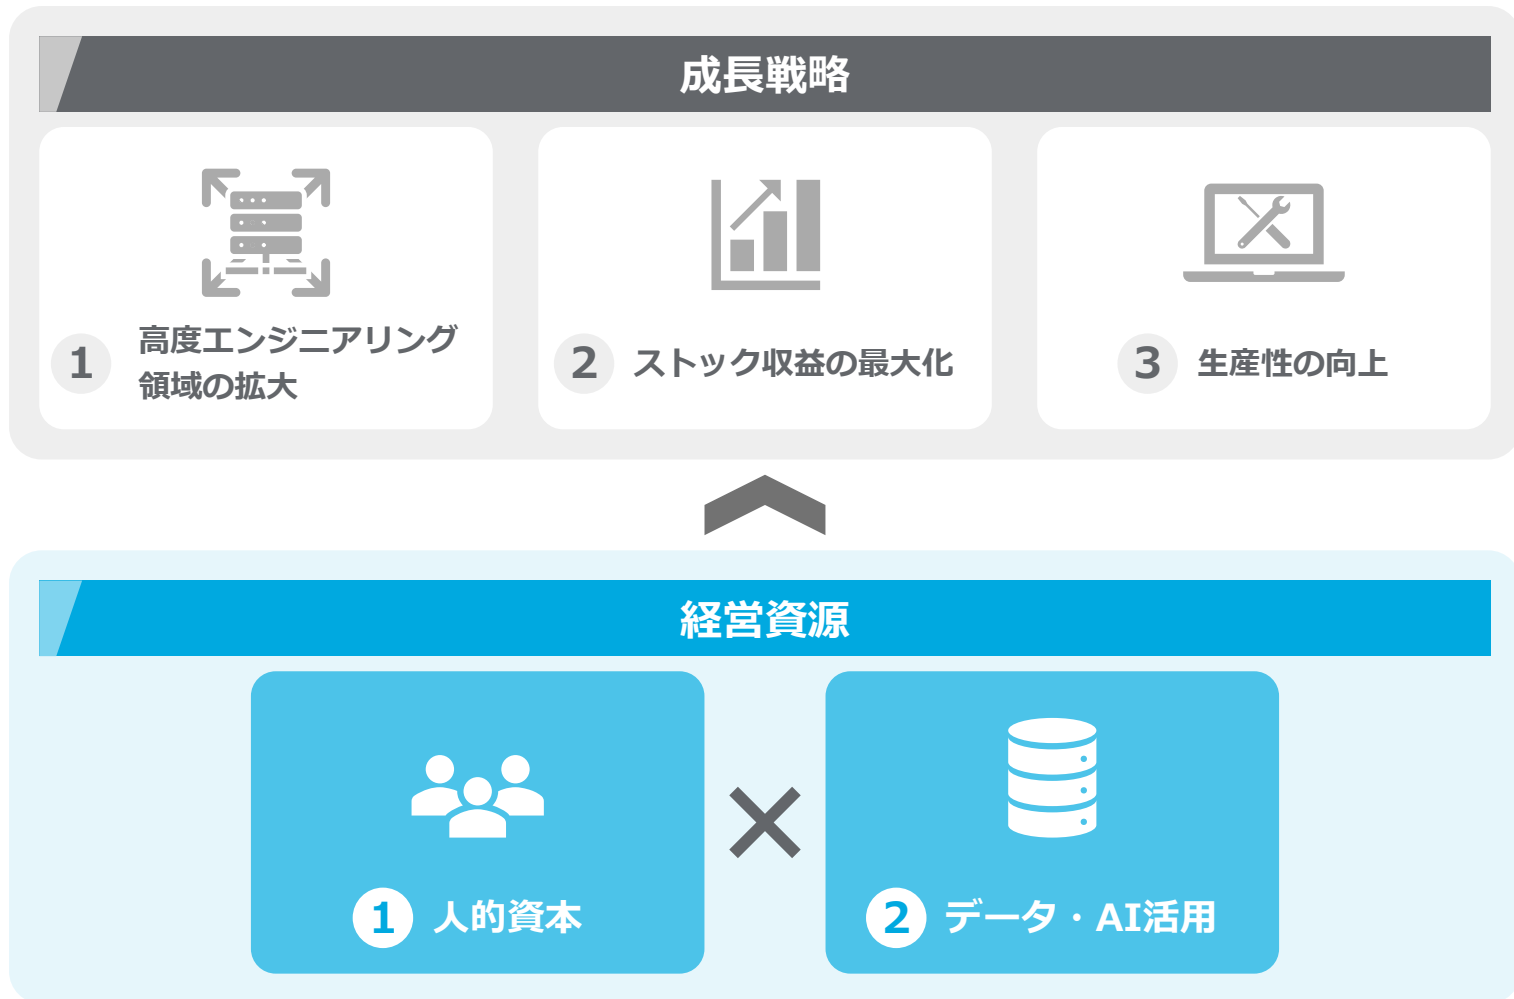 成長戦略
1 高度エンジニアリング
領域の拡大
2 ストック収益の最大化
3 生産性の向上
経営資源
1 人的資本
×
2 データ・AI活用